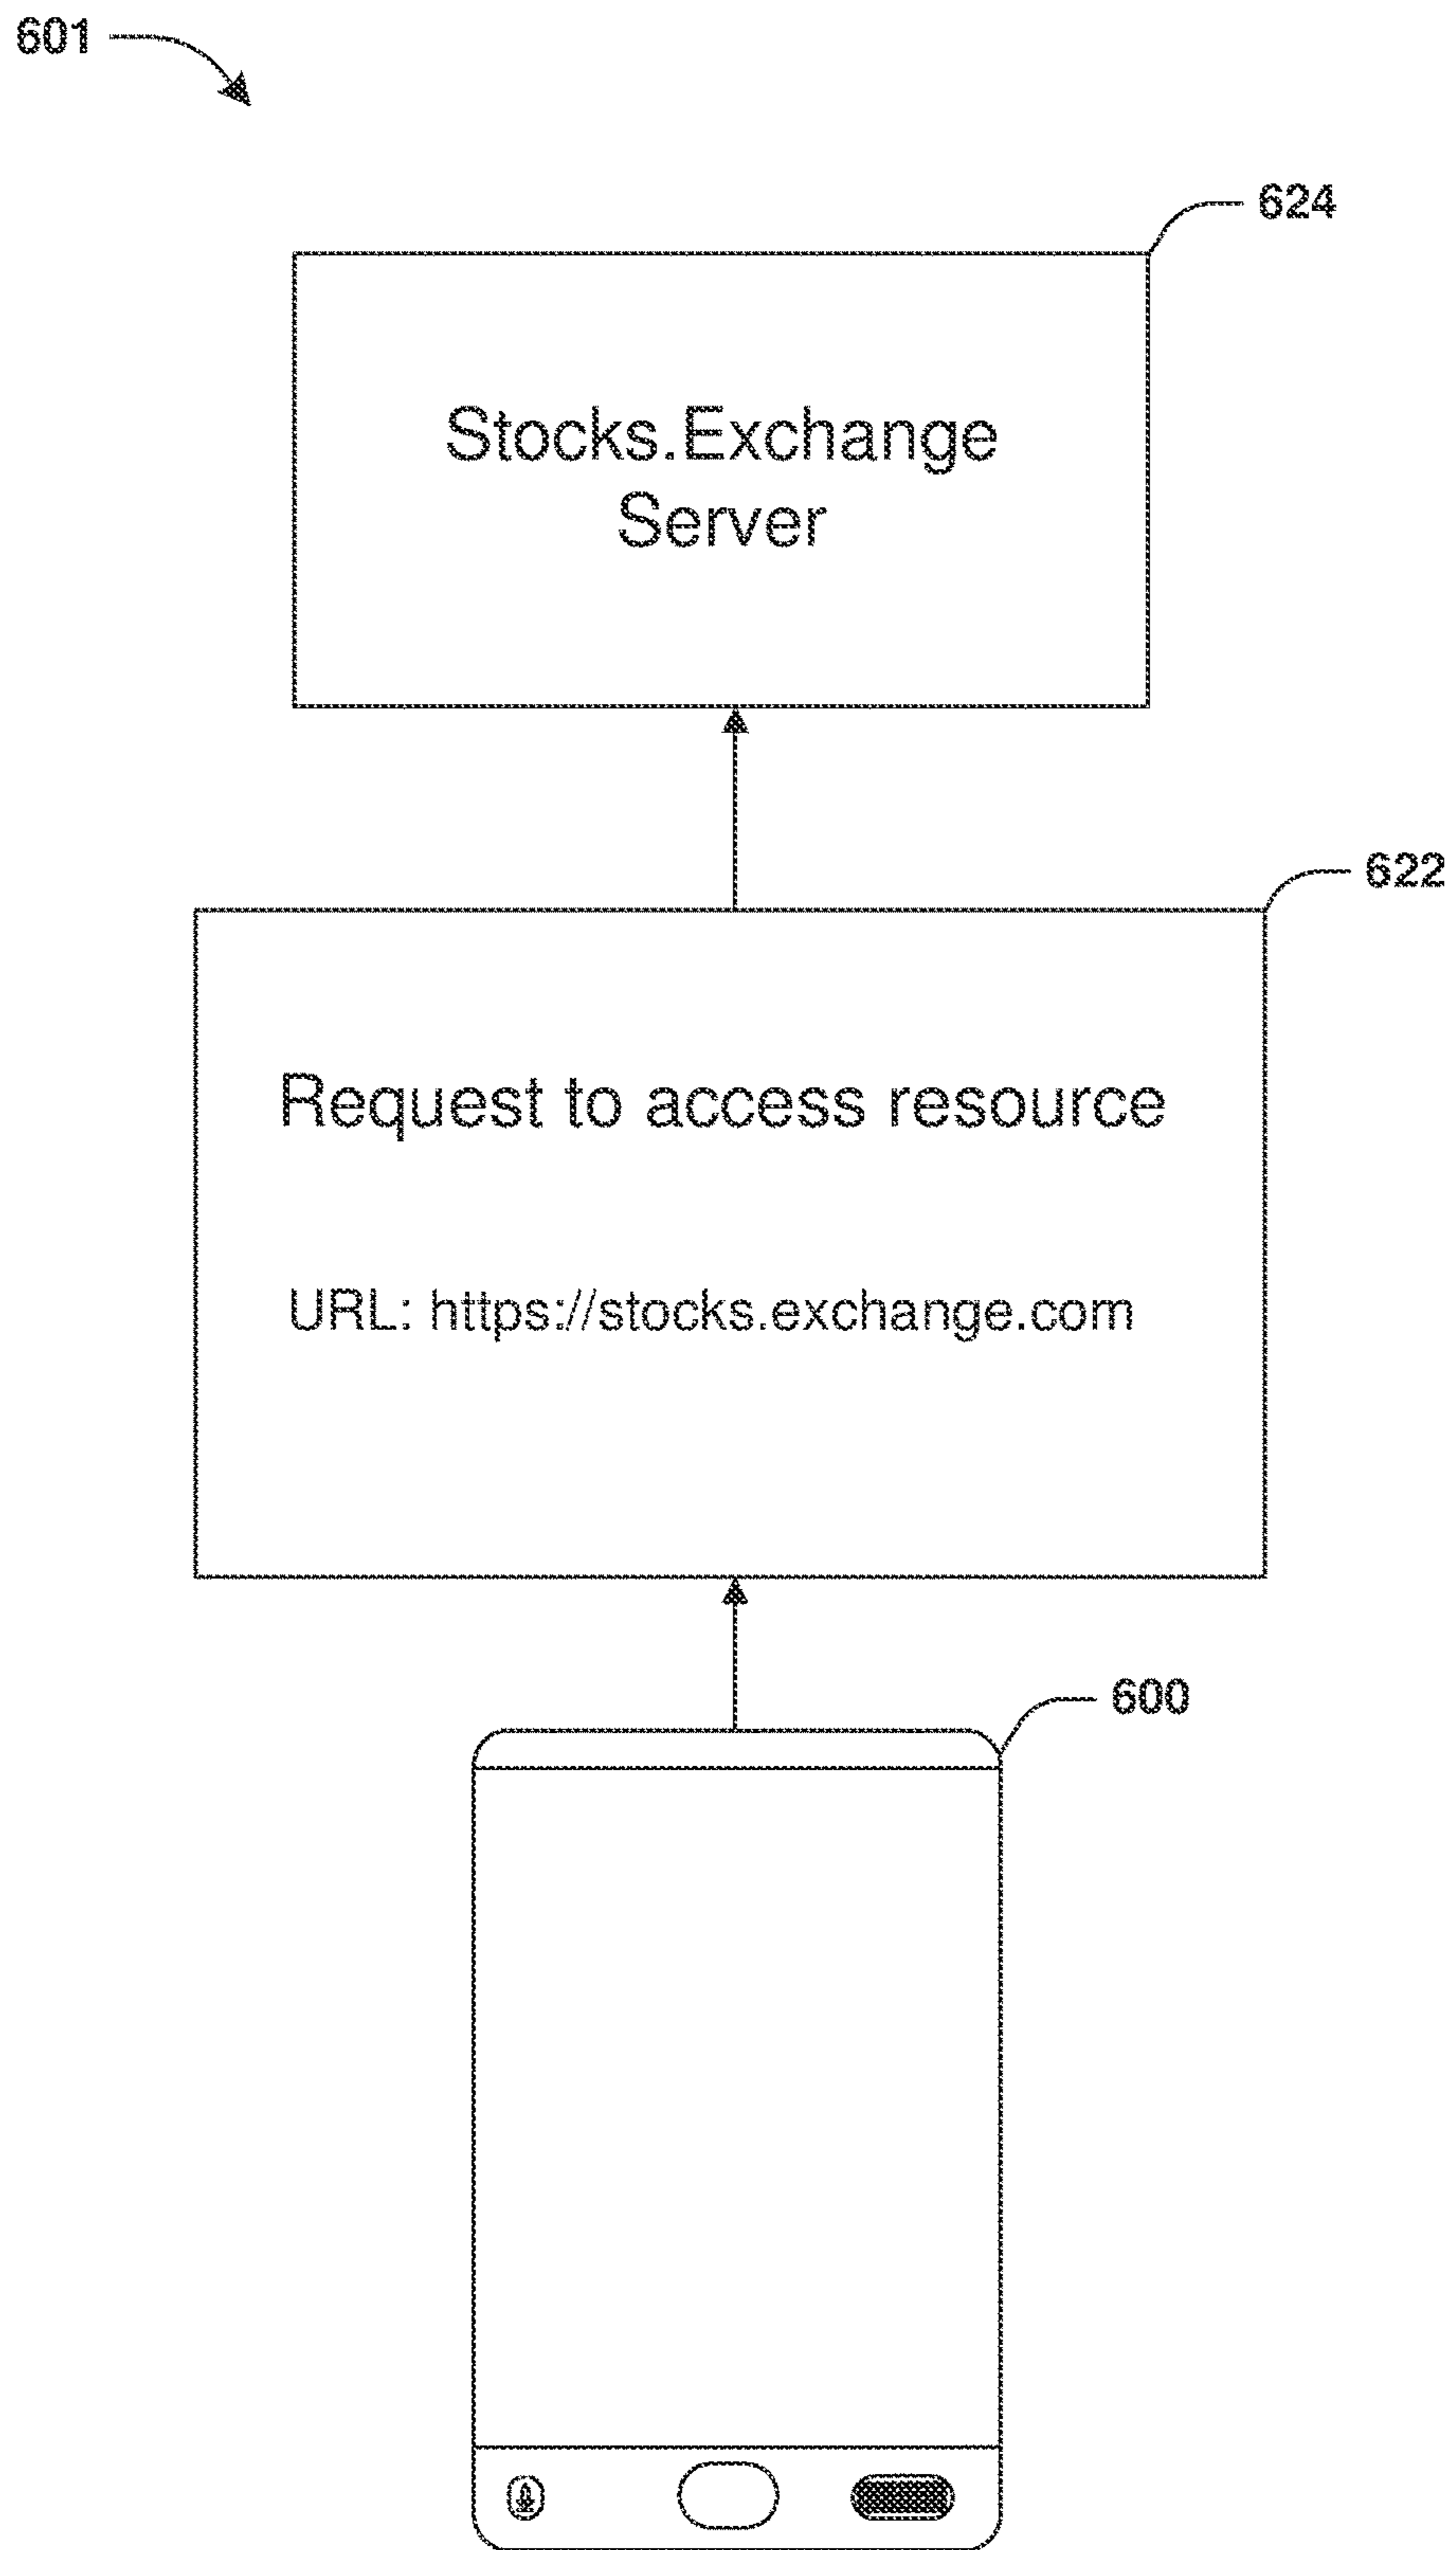 601
624
Stocks.Exchange
Server
622
Request to access resource
URL: https://stocks.exchange.com
600